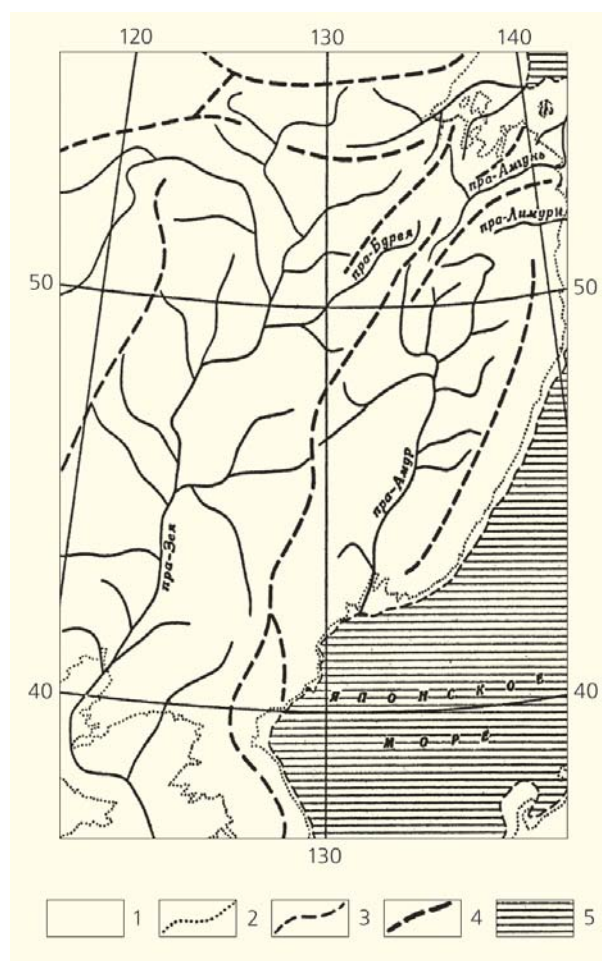 120 130 140
пра-Амгунь
пра-Лимури
пра-Бурея
50 50
пра-Амур
пра-Зея
40 ЯПОНСКОЕ 40
МОРЕ
130
1 2 3 4 5